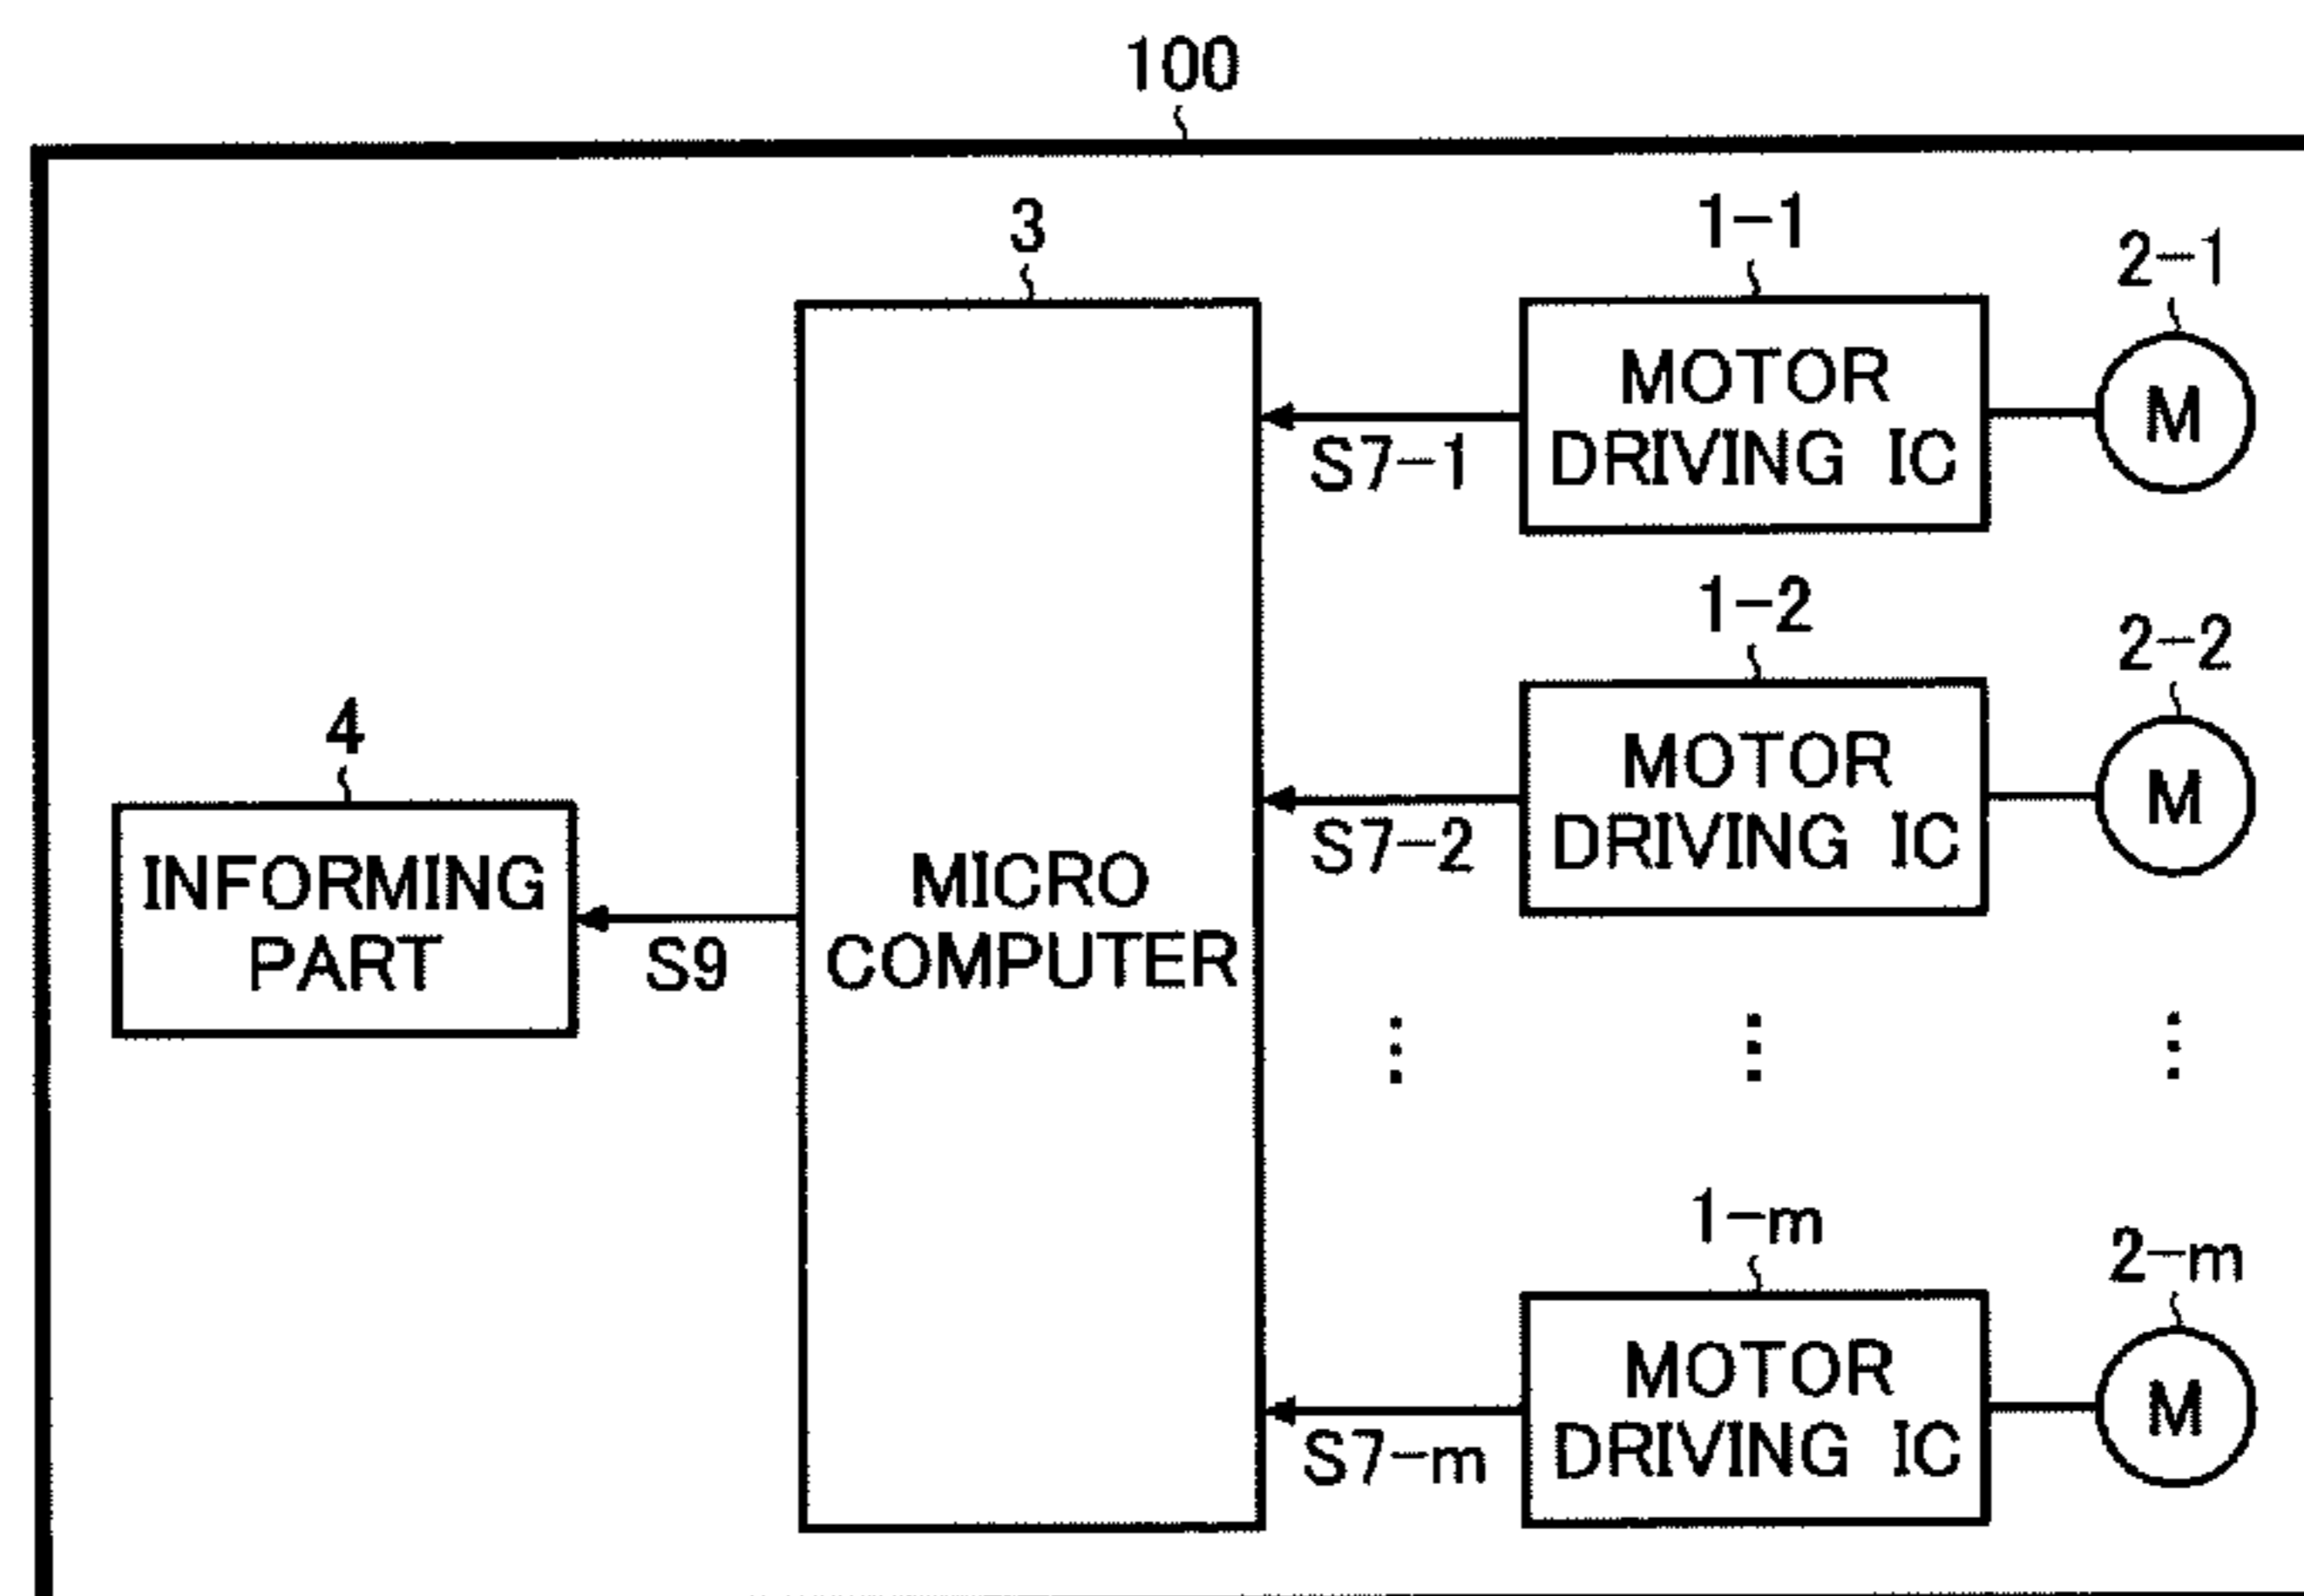 100
3
1-1
2-1
MOTOR
DRIVING IC
M
S7-1
1-2
2-2
MOTOR
DRIVING IC
M
S7-2
4
INFORMING
PART
S9
MICRO
COMPUTER
1-m
2-m
MOTOR
DRIVING IC
M
S7-m